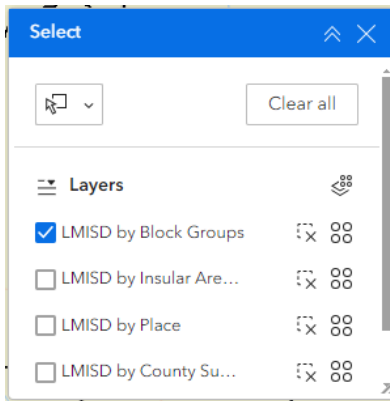 Select
Clear all
Layers
LMISD by Block Groups
LMISD by Insular Are...
LMISD by Place
LMISD by County Su...